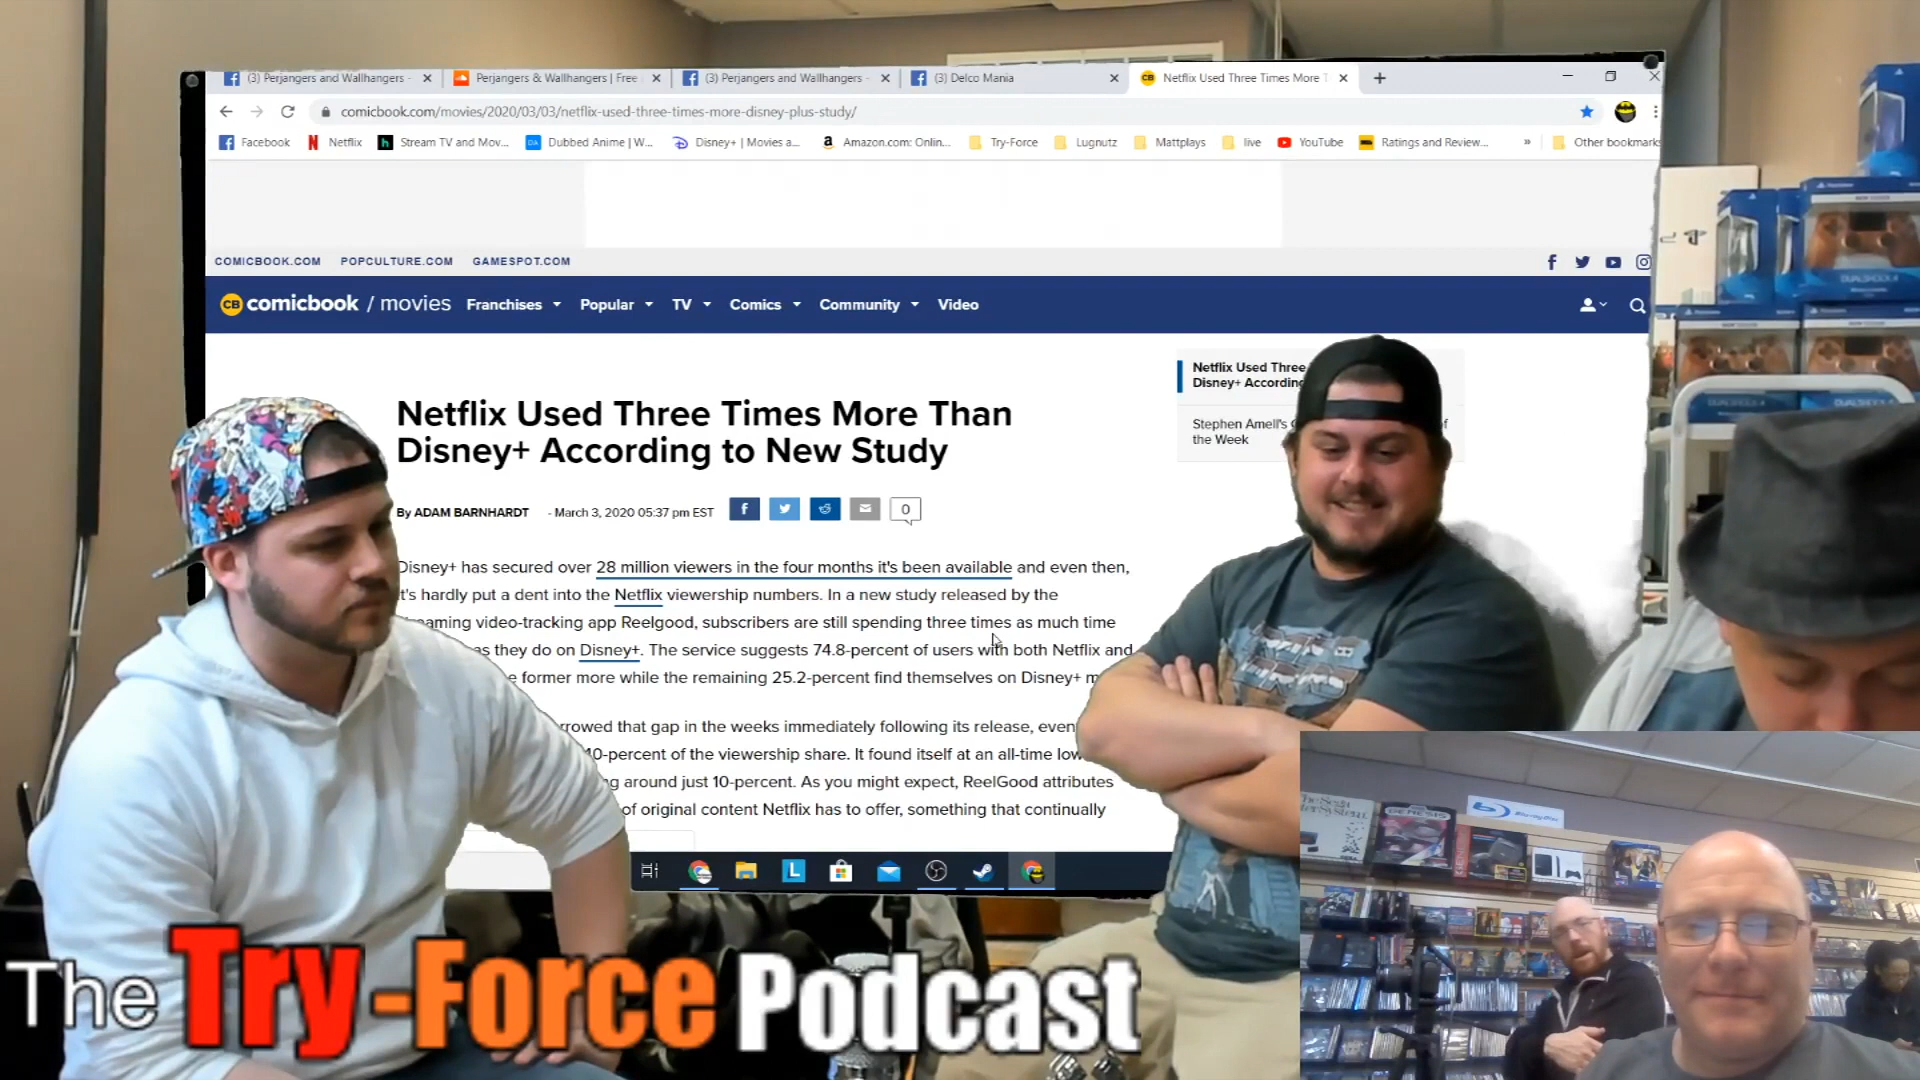 (3) Perjangers and Wallhangers - Perjangers & Wallhangers | Free (3) Perjangers and Wallhangers - (3) Delco Mania Netflix Used Three Times More T
comicbook.com/movies/2020/03/03/netflix-used-three-times-more-disney-plus-study/
Facebook Netflix Stream TV and Mov... Dubbed Anime | W... Disney+ | Movies a... Amazon.com: Onlin... Try-Force Lugnutz Mattplays live YouTube Ratings and Review... » Other bookmarks
COMICBOOK.COM POPCULTURE.COM GAMESPOT.COM
CB comicbook / movies Franchises Popular TV Comics Community Video
Netflix Used Three
Disney+ According
Stephen Amell's
of
the Week
Netflix Used Three Times More Than
Disney+ According to New Study
By ADAM BARNHARDT - March 3, 2020 05:37 pm EST 0
Disney+ has secured over 28 million viewers in the four months it's been available and even then,
it's hardly put a dent into the Netflix viewership numbers. In a new study released by the
video-tracking app Reelgood, subscribers are still spending three times as much time
as they do on Disney+. The service suggests 74.8-percent of users with both Netflix and
former more while the remaining 25.2-percent find themselves on Disney+
that gap in the weeks immediately following its release, even
40-percent of the viewership share. It found itself at an all-time low
around just 10-percent. As you might expect, ReelGood attributes
of original content Netflix has to offer, something that continually
GENESIS
Blu-ray Disc
The Try-Force Podcast